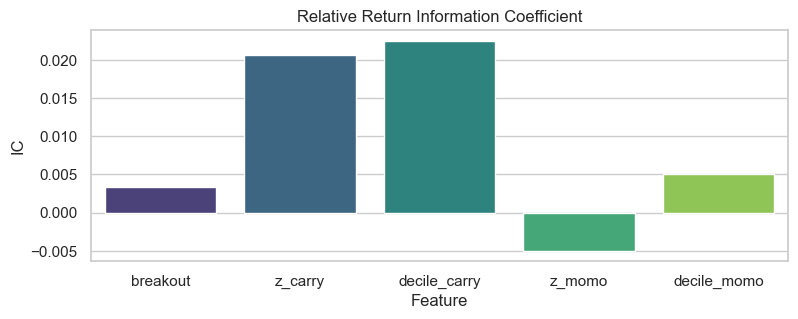 Relative Return Information Coefficient
IC
0.020
0.015
0.010
0.005
0.000
−0.005
breakout
z_carry
decile_carry
z_momo
decile_momo
Feature